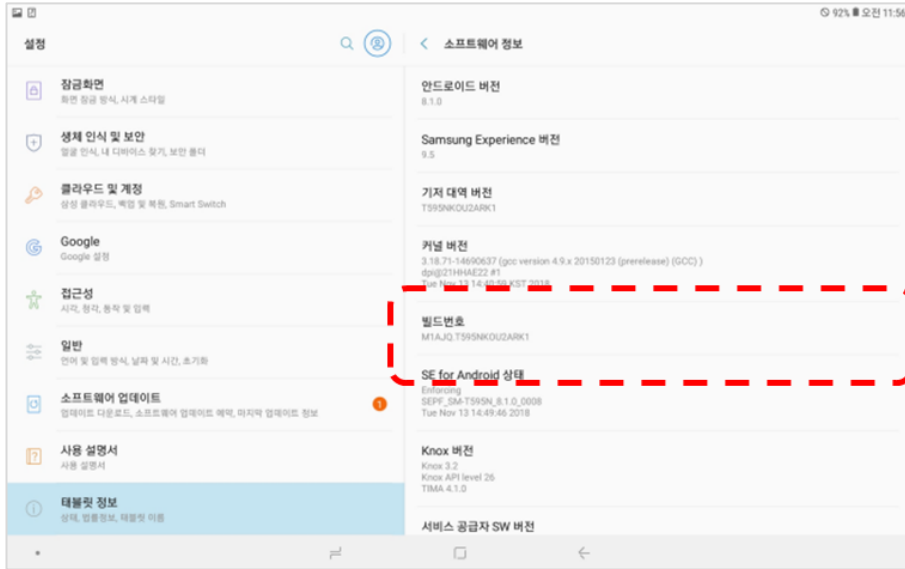 92% 오전 11:56
설정
잠금화면
화면 잠금 방식, 시계 스타일
생체 인식 및 보안
얼굴 인식, 내 디바이스 찾기, 보안 폴더
클라우드 및 계정
삼성 클라우드, 백업 및 복원, Smart Switch
Google
Google 설정
접근성
시각, 청각, 동작 및 입력
일반
언어 및 입력 방식, 날짜 및 시간, 초기화
소프트웨어 업데이트
업데이트 다운로드, 소프트웨어 업데이트 예약, 마지막 업데이트 정보
1
사용 설명서
사용 설명서
태블릿 정보
상태, 법률정보, 태블릿 이름
소프트웨어 정보
안드로이드 버전
8.1.0
Samsung Experience 버전
9.5
기저 대역 버전
T595NKOU2ARK1
커널 버전
3.18.71-14690637 (gcc version 4.9.x 20150123 (prerelease) (GCC) )
dpi@21HHAE22 #1
Tue Nov 13 14:40:59 KST 2018
빌드번호
M1AJQ.T595NKOU2ARK1
SE for Android 상태
Enforcing
SEPF_SM-T595N_8.1.0_0008
Tue Nov 13 14:49:46 2018
Knox 버전
Knox 3.2
Knox API level 26
TIMA 4.1.0
서비스 공급자 SW 버전